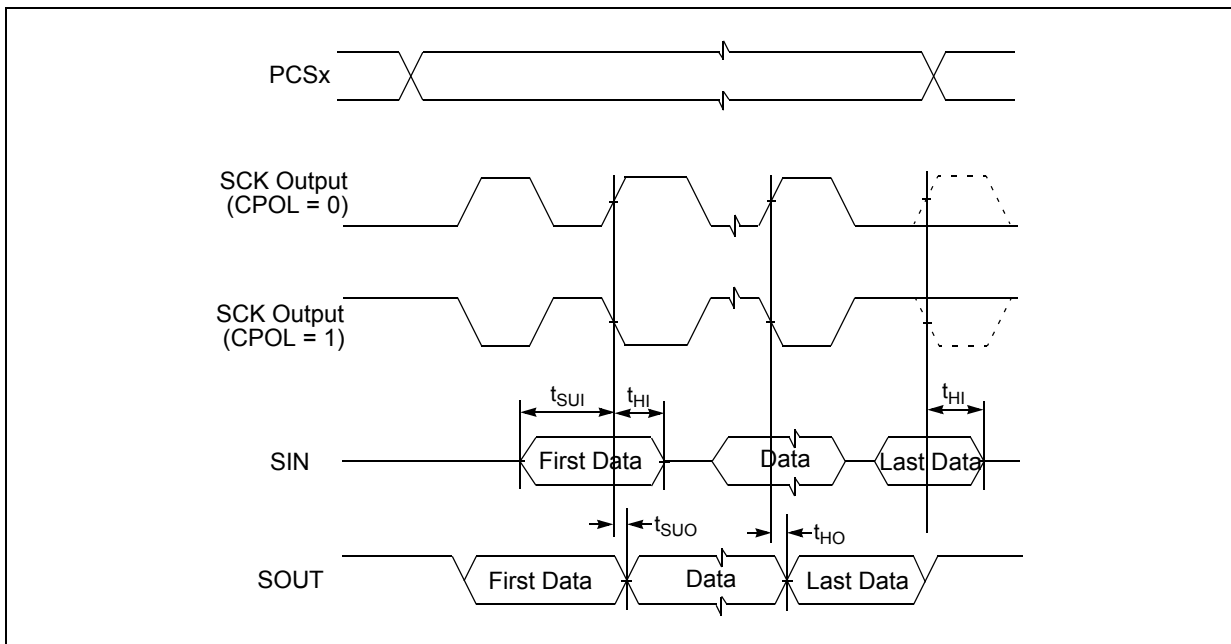 PCSx
SCK Output
(CPOL = 0)
SCK Output
(CPOL = 1)
tSUI
tHI
tHI
SIN
First Data
Data
Last Data
tSUO
tHO
SOUT
First Data
Data
Last Data